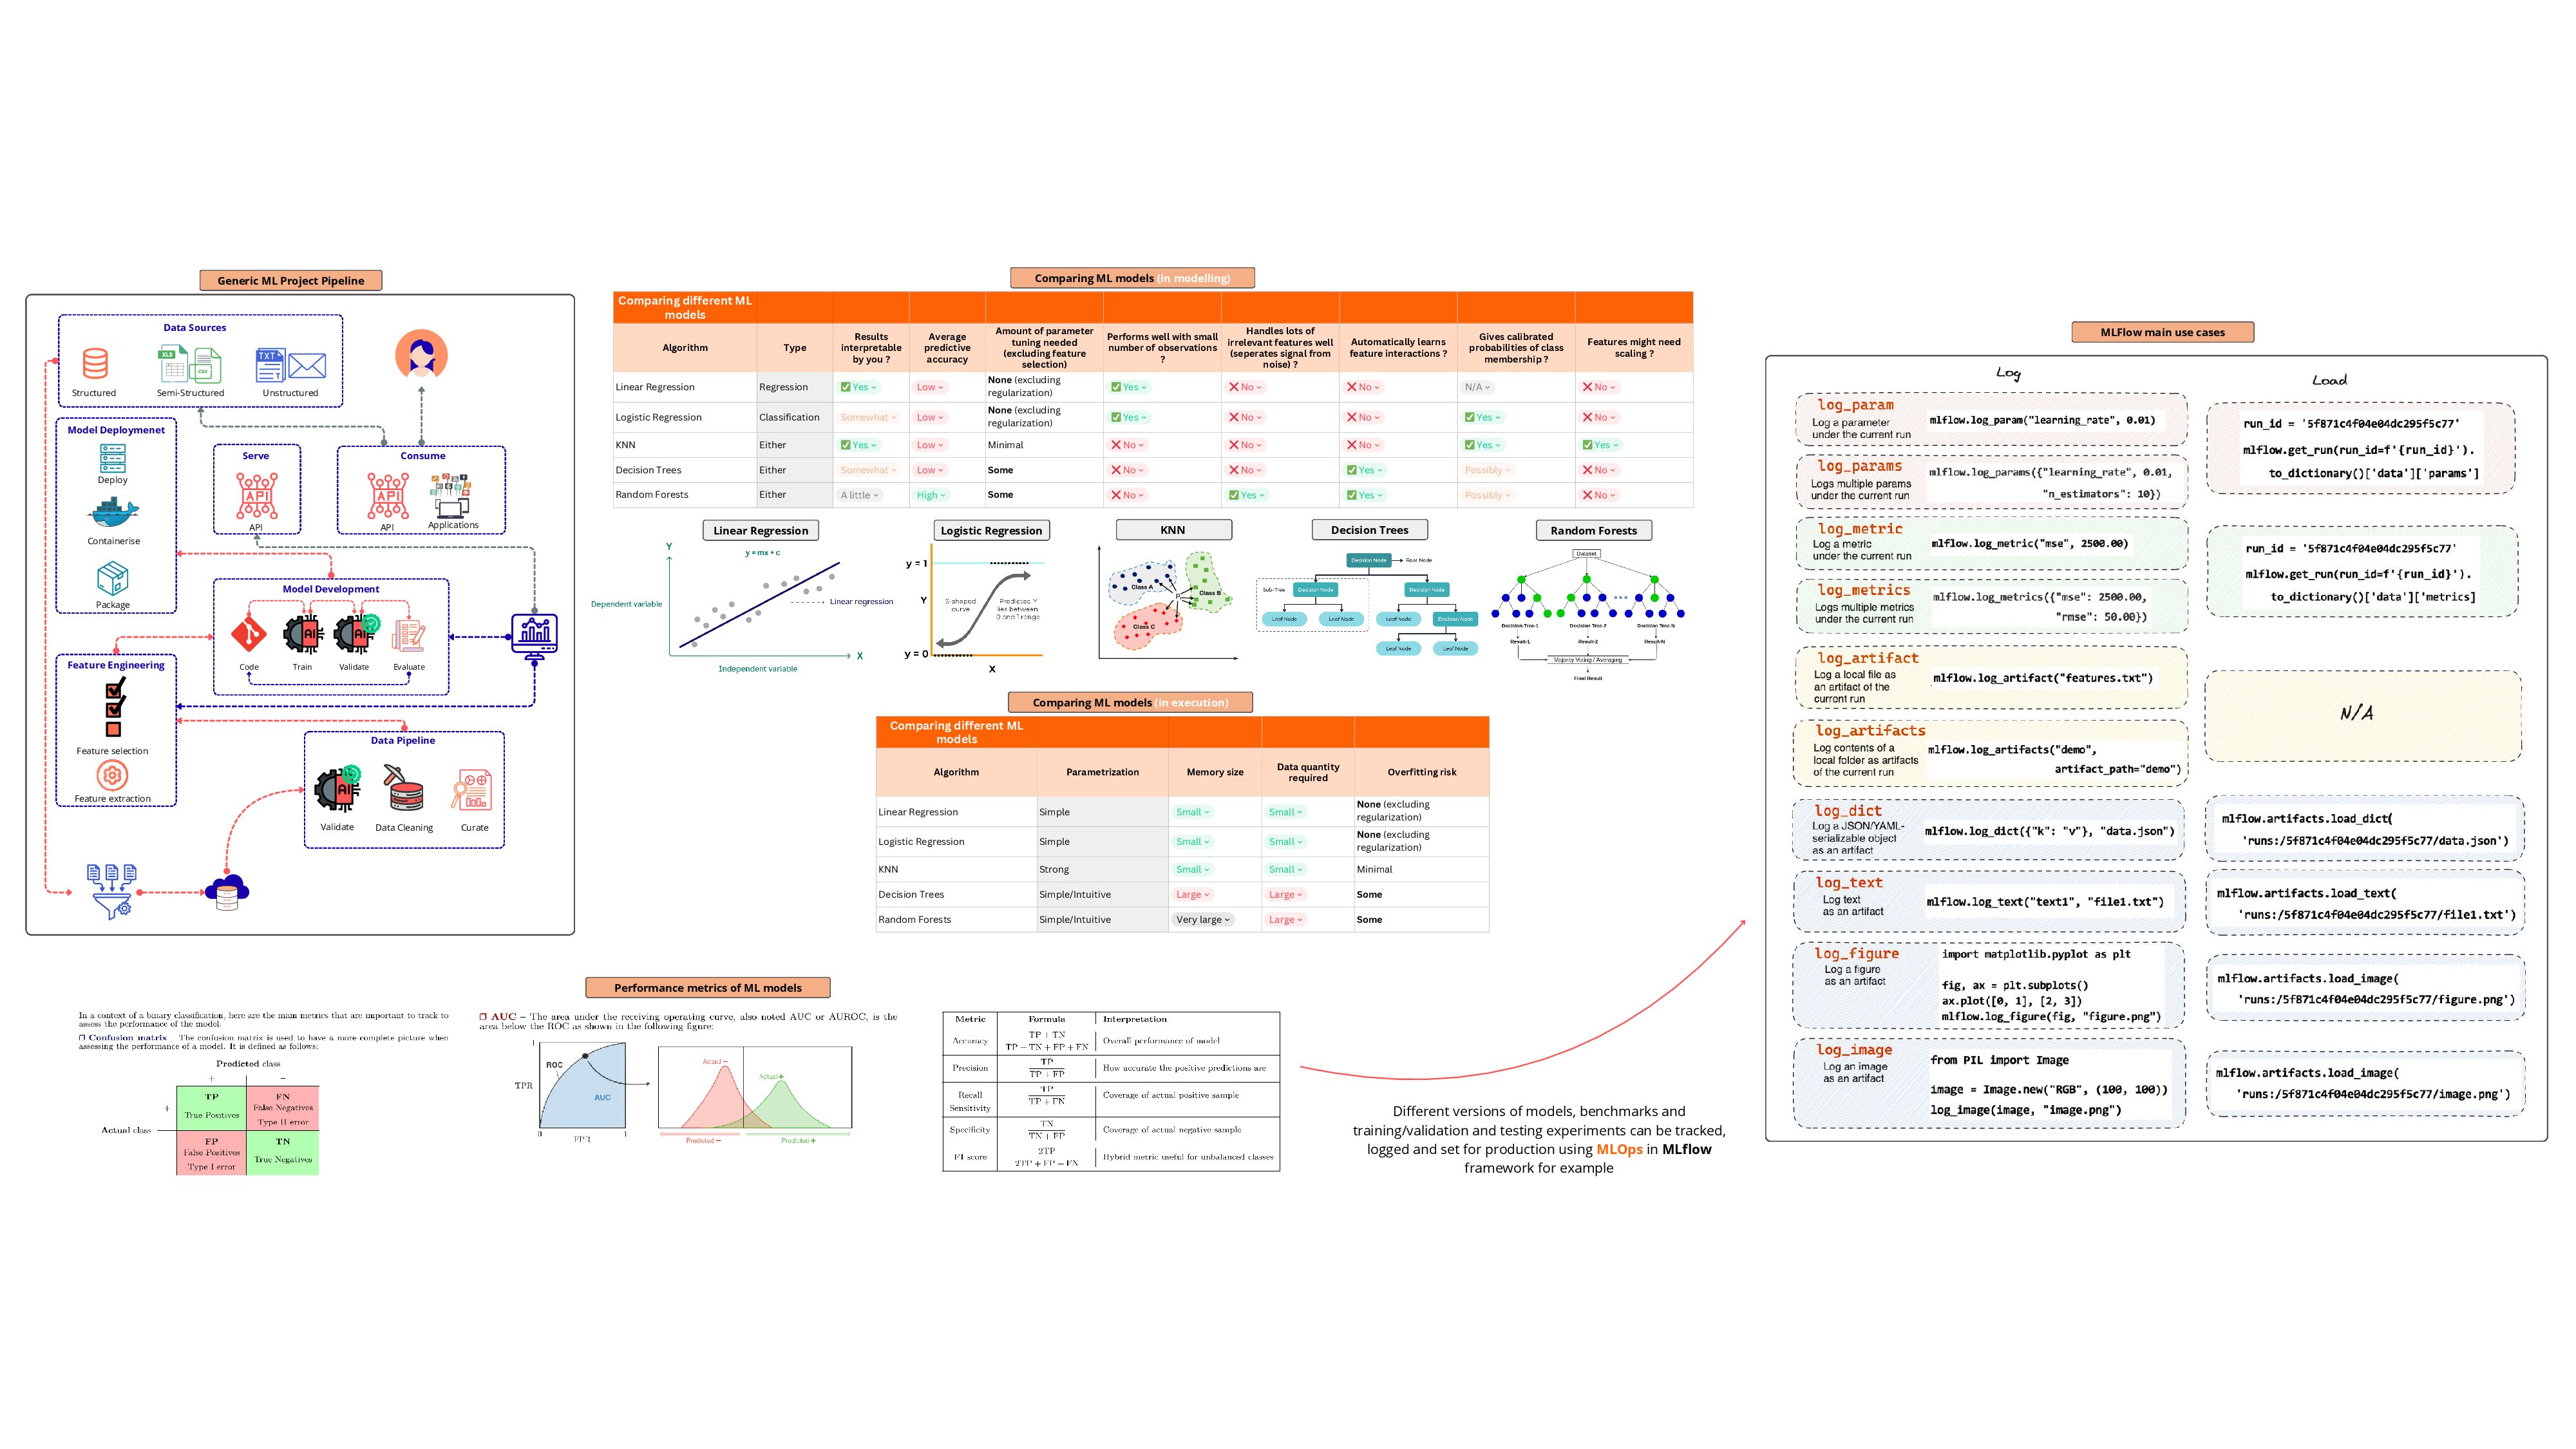 Generic ML Project Pipeline
Data Sources
XLS
CSV
TXT
Structured
Semi-Structured
Unstructured
Model Deploymenet
Deploy
Containerise
Package
Serve
API
API
Consume
API
API
Applications
Model Development
AI
AI
Code
Train
Validate
Evaluate
Feature Engineering
Feature selection
Feature extraction
Data Pipeline
AI
Validate
Data Cleaning
Curate
Comparing ML models (in modelling)
Comparing different ML
models
Algorithm
Type
Results
interpretable
by you ?
Average
predictive
accuracy
Amount of parameter
tuning needed
(excluding feature
selection)
Performs well with small
number of observations
?
Handles lots of
irrelevant features well
(seperates signal from
noise) ?
Automatically learns
feature interactions ?
Gives calibrated
probabilities of class
membership ?
Features might need
scaling ?
Linear Regression Regression Yes Low None (excluding regularization) Yes No No N/A No
Logistic Regression Classification Somewhat Low None (excluding regularization) Yes No No Yes No
KNN Either Yes Low Minimal No No No Yes Yes
Decision Trees Either Somewhat Low Some No No Yes Possibly No
Random Forests Either A little High Some No Yes Yes Possibly No
Linear Regression
Y
y = mx + c
Dependent variable
Linear regression
X
Independent variable
Logistic Regression
y = 1
Y
S-shaped
curve
Predicted Y
lies between
0 and 1 range
y = 0
X
KNN
Class A
Class B
P
Class C
Decision Trees
Decision Node
Root Node
Sub-Tree
Decision Node
Decision Node
Leaf Node
Leaf Node
Leaf Node
Decision Node
Leaf Node
Leaf Node
Random Forests
Dataset
Decision Tree-1
Decision Tree-2
Decision Tree-N
Result-1
Result-2
Result-N
Majority Voting / Averaging
Final Result
Comparing ML models (in execution)
Comparing different ML
models
Algorithm
Parametrization
Memory size
Data quantity
required
Overfitting risk
Linear Regression Simple Small Small None (excluding regularization)
Logistic Regression Simple Small Small None (excluding regularization)
KNN Strong Small Small Minimal
Decision Trees Simple/Intuitive Large Large Some
Random Forests Simple/Intuitive Very large Large Some
Performance metrics of ML models
In a context of a binary classification, here are the main metrics that are important to track to
assess the performance of the model.
Confusion matrix The confusion matrix is used to have a more complete picture when
assessing the performance of a model. It is defined as follows:
Predicted class
+ −
Actual class
+
TP
True Positives
FN
False Negatives
Type II error
−
FP
False Positives
Type I error
TN
True Negatives
AUC – The area under the receiving operating curve, also noted AUC or AUROC, is the
area below the ROC as shown in the following figure:
1
ROC
TPR
AUC
0
FPR
1
Actual −
Actual +
Predicted −
Predicted +
Metric Formula Interpretation
Accuracy
TP + TN
TP − TN + FP + FN
Overall performance of model
Precision
TP
TP + FP
How accurate the positive predictions are
Recall
Sensitivity
TP
TP + FN
Coverage of actual positive sample
Specificity
TN
TN + FP
Coverage of actual negative sample
F1 score
2TP
2TP + FP − FN
Hybrid metric useful for unbalanced classes
Different versions of models, benchmarks and
training/validation and testing experiments can be tracked,
logged and set for production using MLOps in MLflow
framework for example
MLFlow main use cases
Log
Load
log_param
Log a parameter
under the current run
mlflow.log_param("learning_rate", 0.01)
log_params
Logs multiple params
under the current run
mlflow.log_params({"learning_rate", 0.01,
"n_estimators": 10})
run_id = '5f871c4f04e04dc295f5c77'
mlflow.get_run(run_id=f'{run_id}').
to_dictionary()['data']['params']
log_metric
Log a metric
under the current run
mlflow.log_metric("mse", 2500.00)
log_metrics
Logs multiple metrics
under the current run
mlflow.log_metrics({"mse": 2500.00,
"rmse": 50.00})
run_id = '5f871c4f04e04dc295f5c77'
mlflow.get_run(run_id=f'{run_id}').
to_dictionary()['data']['metrics]
log_artifact
Log a local file as
an artifact of the
current run
mlflow.log_artifact("features.txt")
log_artifacts
Log contents of a
local folder as artifacts
of the current run
mlflow.log_artifacts("demo",
artifact_path="demo")
N/A
log_dict
Log a JSON/YAML-
serializable object
as an artifact
mlflow.log_dict({"k": "v"}, "data.json")
mlflow.artifacts.load_dict(
'runs:/5f871c4f04e04dc295f5c77/data.json')
log_text
Log text
as an artifact
mlflow.log_text("text1", "file1.txt")
mlflow.artifacts.load_text(
'runs:/5f871c4f04e04dc295f5c77/file1.txt')
log_figure
Log a figure
as an artifact
import matplotlib.pyplot as plt
fig, ax = plt.subplots()
ax.plot([0, 1], [2, 3])
mlflow.log_figure(fig, "figure.png")
mlflow.artifacts.load_image(
'runs:/5f871c4f04e04dc295f5c77/figure.png')
log_image
Log an image
as an artifact
from PIL import Image
image = Image.new("RGB", (100, 100))
log_image(image, "image.png")
mlflow.artifacts.load_image(
'runs:/5f871c4f04e04dc295f5c77/image.png')